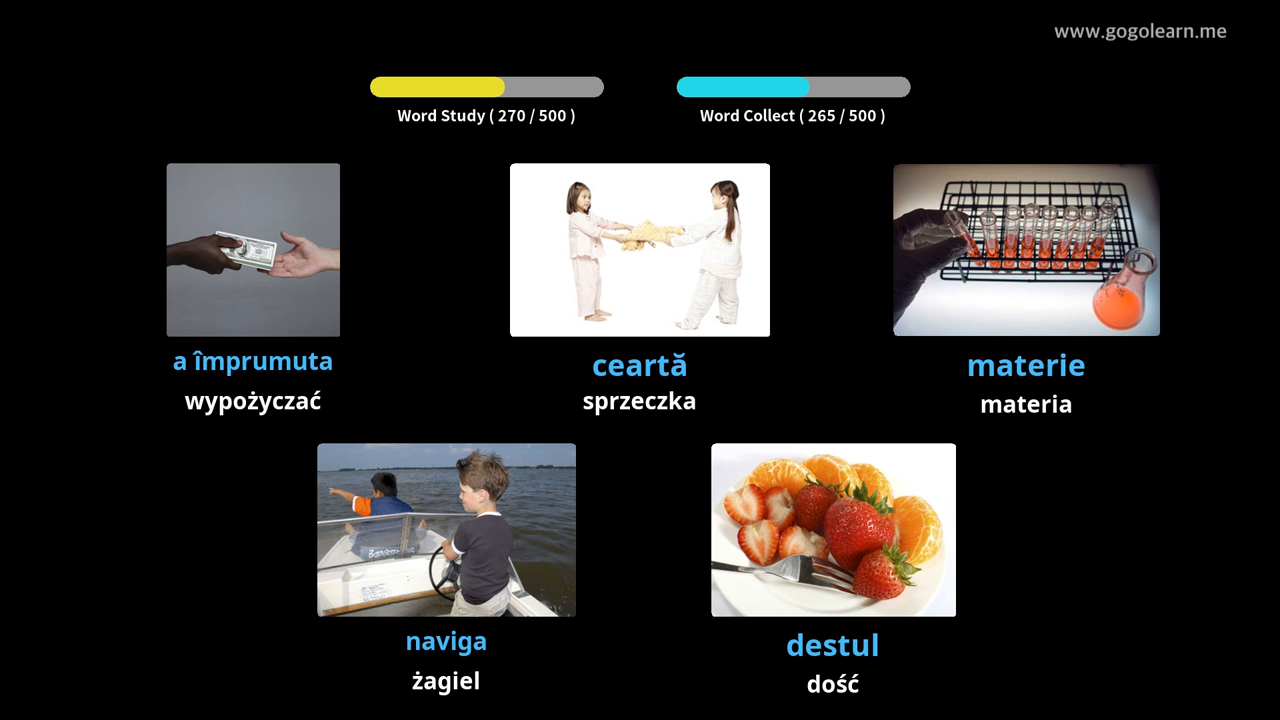 www.gogolearn.me
Word Study ( 270 / 500 )
Word Collect ( 265 / 500 )
a împrumuta
wypożyczać
ceartă
sprzeczka
materie
materia
naviga
żagiel
destul
dość